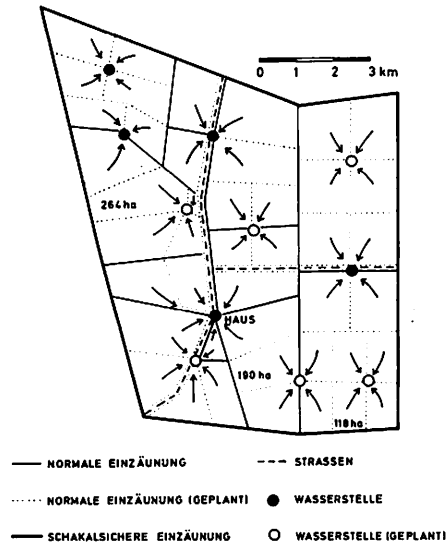 0 1 2 3 km
264 ha
HAUS
190 ha
118 ha
NORMALE EINZÄUNUNG
STRASSEN
NORMALE EINZÄUNUNG (GEPLANT)
WASSERSTELLE
SCHAKALSICHERE EINZÄUNUNG
WASSERSTELLE (GEPLANT)